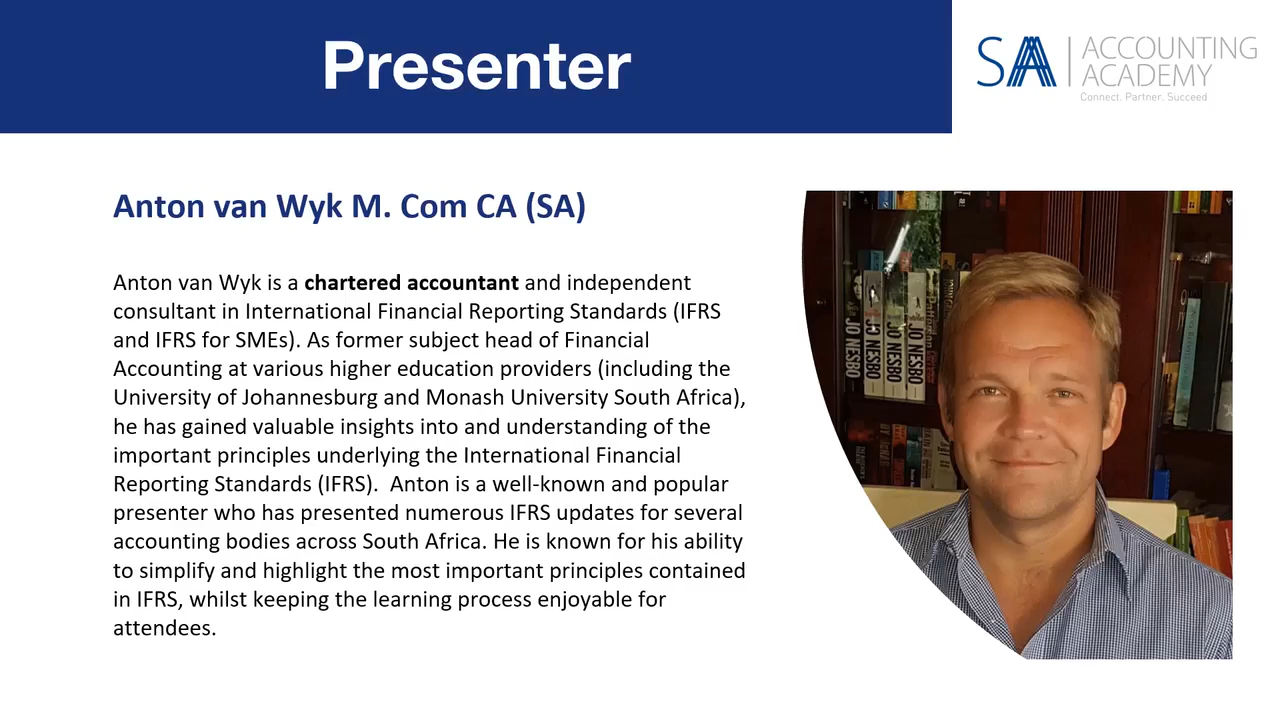 Presenter
SAA
ACCOUNTING
ACADEMY
Connect. Partner. Succeed
Anton van Wyk M. Com CA (SA)
Anton van Wyk is a chartered accountant and independent
consultant in International Financial Reporting Standards (IFRS
and IFRS for SMEs). As former subject head of Financial
Accounting at various higher education providers (including the
University of Johannesburg and Monash University South Africa),
he has gained valuable insights into and understanding of the
important principles underlying the International Financial
Reporting Standards (IFRS).  Anton is a well-known and popular
presenter who has presented numerous IFRS updates for several
accounting bodies across South Africa. He is known for his ability
to simplify and highlight the most important principles contained
in IFRS, whilst keeping the learning process enjoyable for
attendees.
JO NESBO
JO NESBO
JO NESBO
JO NESBO